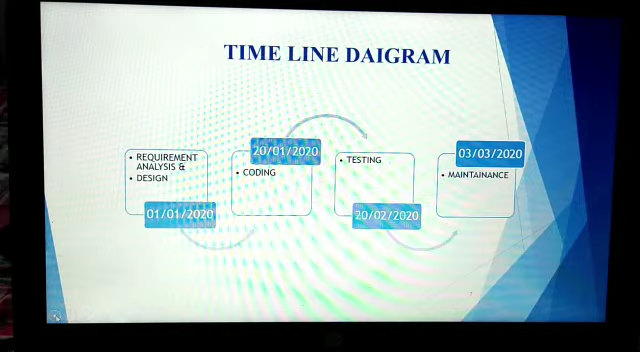 TIME LINE DAIGRAM
• REQUIREMENT
ANALYSIS &
• DESIGN
01/01/2020
20/01/2020
• CODING
• TESTING
20/02/2020
03/03/2020
• MAINTAINANCE